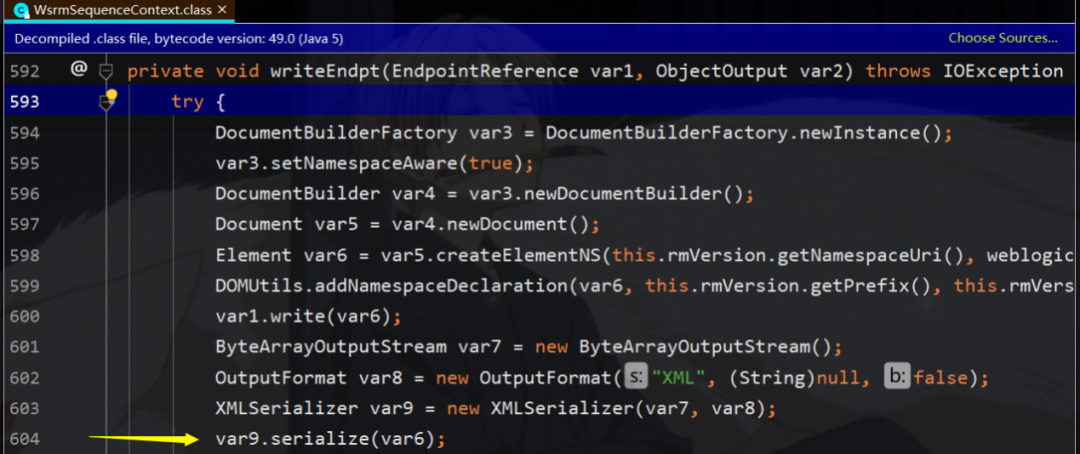 WsrmSequenceContext.class ×
Decompiled .class file, bytecode version: 49.0 (Java 5) Choose Sources...
592 @ private void writeEndpt(EndpointReference var1, ObjectOutput var2) throws IOException
593 try {
594 DocumentBuilderFactory var3 = DocumentBuilderFactory.newInstance();
595 var3.setNamespaceAware(true);
596 DocumentBuilder var4 = var3.newDocumentBuilder();
597 Document var5 = var4.newDocument();
598 Element var6 = var5.createElementNS(this.rmVersion.getNamespaceUri(), weblogic
599 DOMUtils.addNamespaceDeclaration(var6, this.rmVersion.getPrefix(), this.rmVers
600 var1.write(var6);
601 ByteArrayOutputStream var7 = new ByteArrayOutputStream();
602 OutputFormat var8 = new OutputFormat( s: "XML", (String)null, b: false);
603 XMLSerializer var9 = new XMLSerializer(var7, var8);
604 var9.serialize(var6);